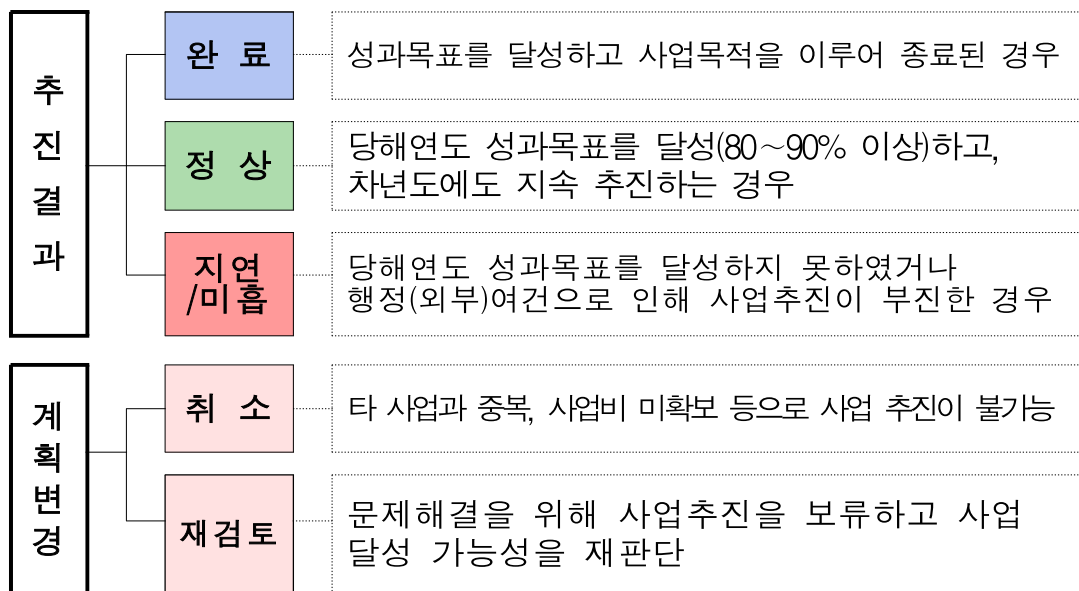 추진결과
완 료
성과목표를 달성하고 사업목적을 이루어 종료된 경우
정 상
당해연도 성과목표를 달성(80～90% 이상)하고,
차년도에도 지속 추진하는 경우
지연
/미흡
당해연도 성과목표를 달성하지 못하였거나
행정(외부)여건으로 인해 사업추진이 부진한 경우
계획변경
취 소
타 사업과 중복, 사업비 미확보 등으로 사업 추진이 불가능
재검토
문제해결을 위해 사업추진을 보류하고 사업
달성 가능성을 재판단